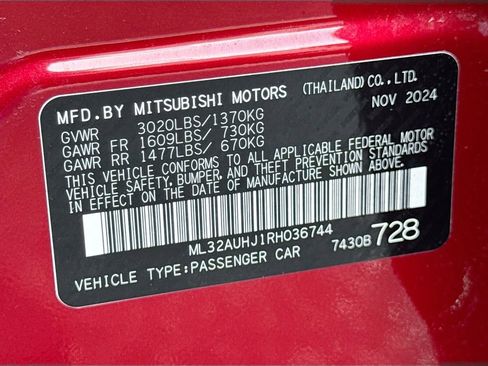 MFD.BY MITSUBISHI MOTORS (THAILAND) CO., LTD.
NOV 2024
GVWR 3020LBS/1370KG
GAWR FR 1609LBS/ 730KG
GAWR RR 1477LBS/ 670KG
THIS VEHICLE CONFORMS TO ALL APPLICABLE FEDERAL MOTOR
VEHICLE SAFETY, BUMPER, AND THEFT PREVENTION STANDARDS
IN EFFECT ON THE DATE OF MANUFACTURE SHOWN ABOVE.
ML32AUHJ1RH036744
VEHICLE TYPE:PASSENGER CAR 7430B 728